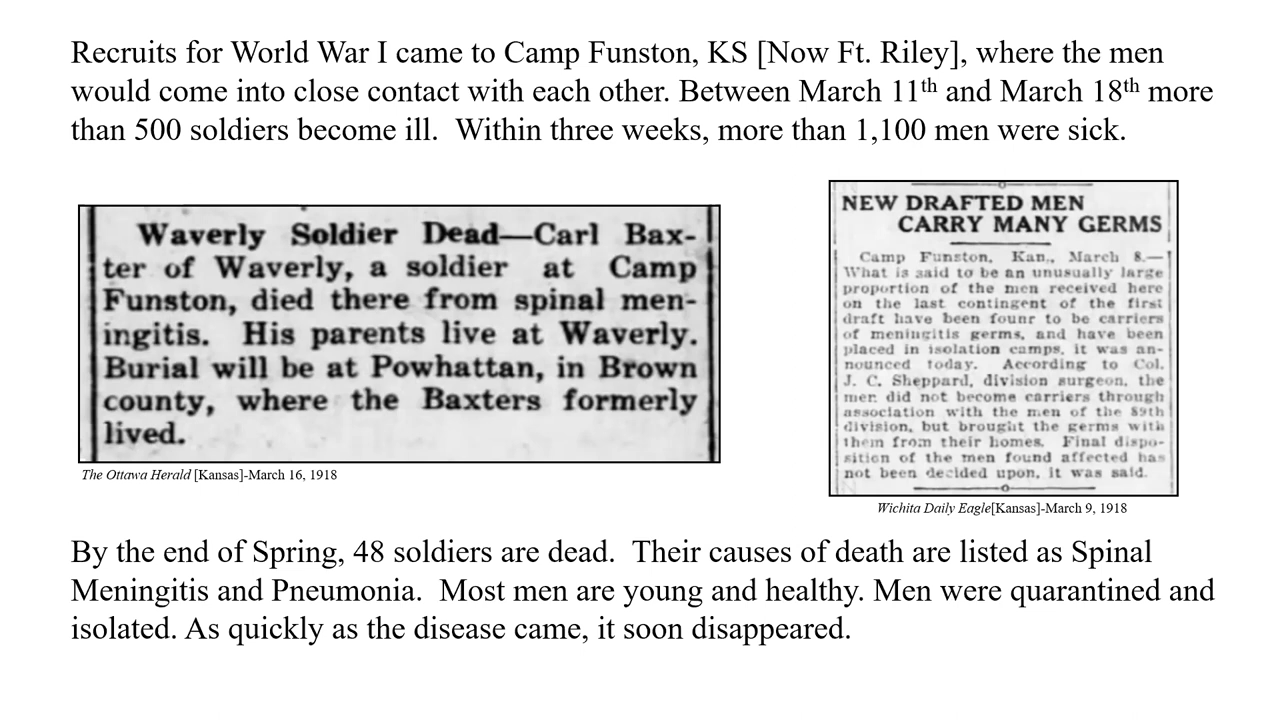 Recruits for World War I came to Camp Funston, KS [Now Ft. Riley], where the men
would come into close contact with each other. Between March 11th and March 18th more
than 500 soldiers become ill.  Within three weeks, more than 1,100 men were sick.
Waverly Soldier Dead—Carl Bax-
ter of Waverly, a soldier at Camp
Funston, died there from spinal men-
ingitis. His parents live at Waverly.
Burial will be at Powhattan, in Brown
county, where the Baxters formerly
lived.
The Ottawa Herald [Kansas]-March 16, 1918
NEW DRAFTED MEN
CARRY MANY GERMS
Camp Funston, Kan., March 8.—
What is said to be an unusually large
proportion of the men received here
on the last contingent of the first
draft have been founr to be carriers
of meningitis germs, and have been
placed in isolation camps, it was an-
nounced today. According to Col.
J. C. Sheppard, division surgeon, the
men did not become carriers through
association with the men of the 89th
division, but brought the germs with
them from their homes. Final dispo-
sition of the men found affected has
not been decided upon, it was said.
Wichita Daily Eagle[Kansas]-March 9, 1918
By the end of Spring, 48 soldiers are dead.  Their causes of death are listed as Spinal
Meningitis and Pneumonia.  Most men are young and healthy. Men were quarantined and
isolated. As quickly as the disease came, it soon disappeared.